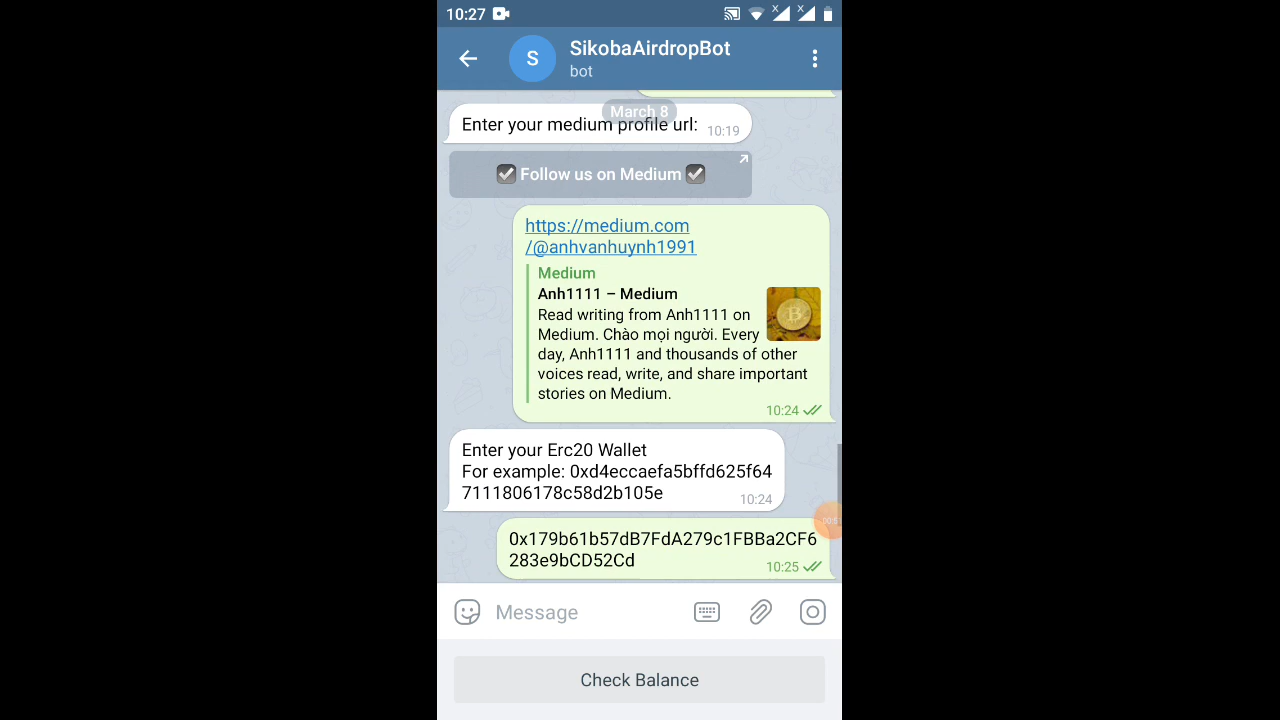 10:27
SikobaAirdropBot
S
bot
March 8
Enter your medium profile url:
10:19
Follow us on Medium
https://medium.com
/@anhvanhuynh1991
Medium
Anh1111 – Medium
Read writing from Anh1111 on
Medium. Chào mọi người. Every
day, Anh1111 and thousands of other
voices read, write, and share important
stories on Medium.
10:24
Enter your Erc20 Wallet
For example: 0xd4eccaefa5bffd625f64
7111806178c58d2b105e
10:24
0x179b61b57dB7FdA279c1FBBa2CF6
283e9bCD52Cd
10:25
Message
Check Balance